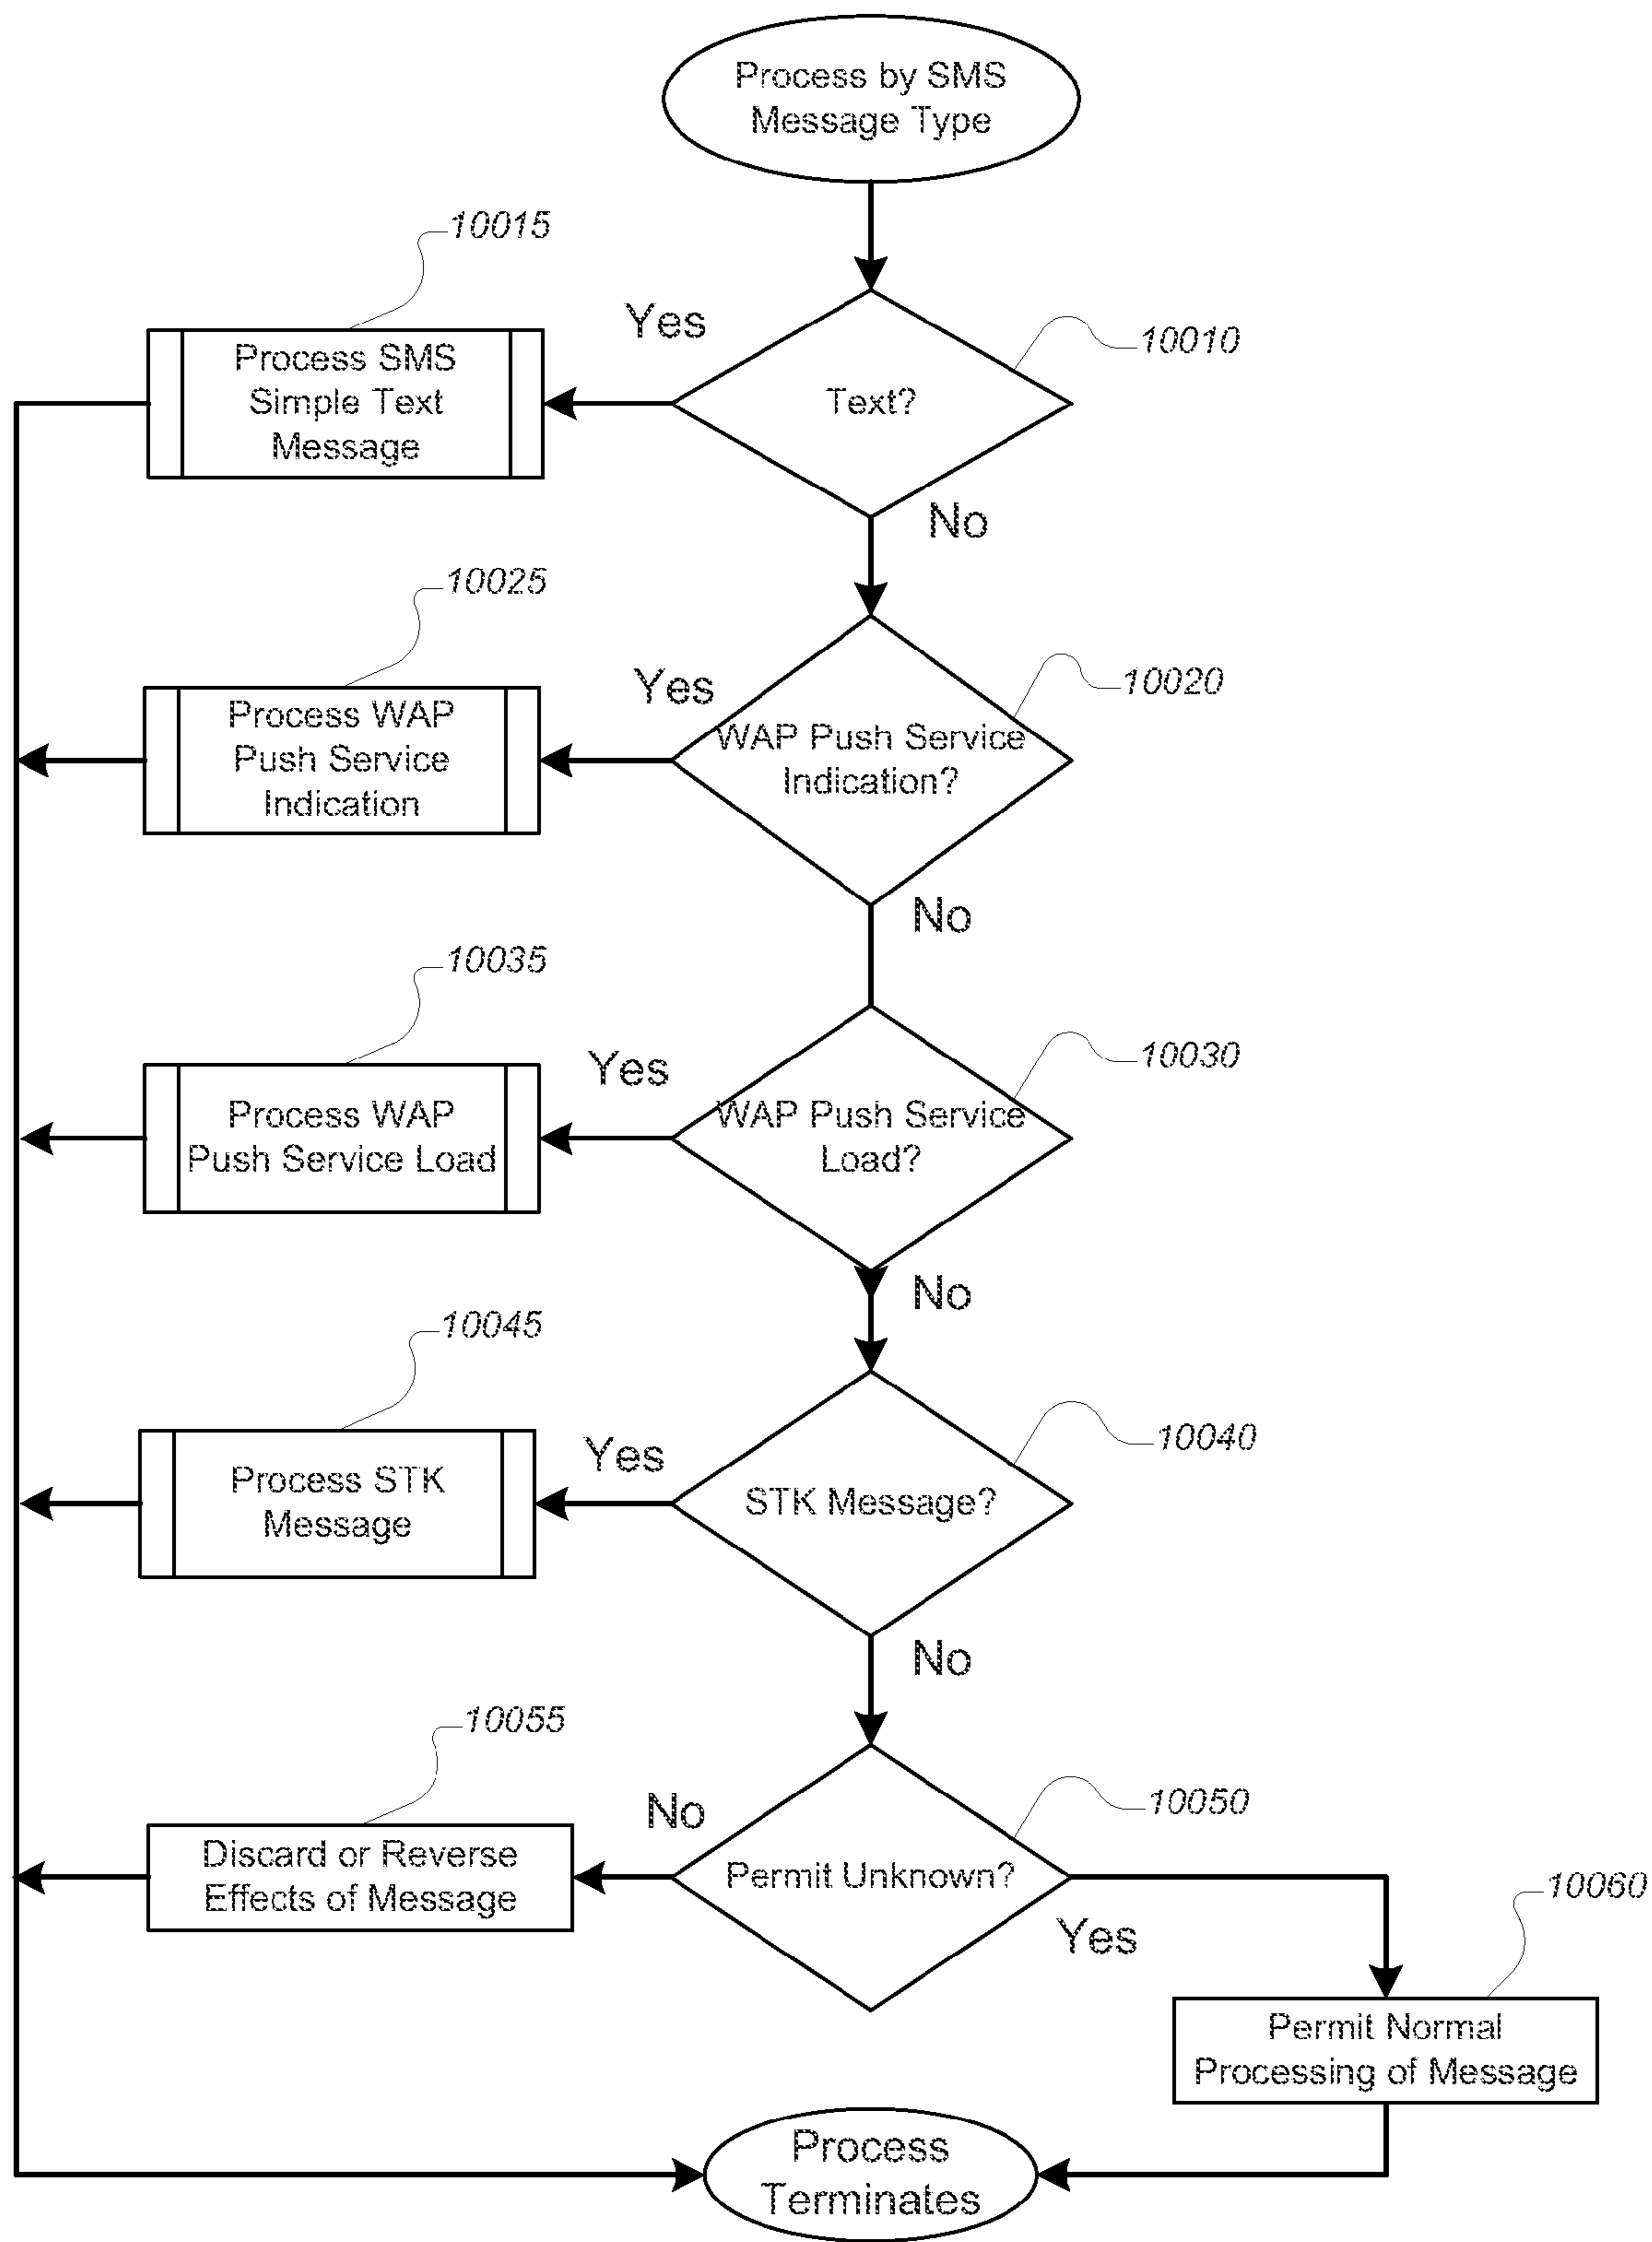 Process by SMS
Message Type
10015
Yes
10010
Process SMS
Simple Text
Message
Text?
No
10025
10020
Yes
Process WAP
Push Service
Indication
WAP Push Service
Indication?
No
10035
10030
Yes
Process WAP
Push Service Load
WAP Push Service
Load?
No
10045
10040
Yes
Process STK
Message
STK Message?
No
10055
10050
No
Discard or Reverse
Effects of Message
Permit Unknown?
10060
Yes
Permit Normal
Processing of Message
Process
Terminates